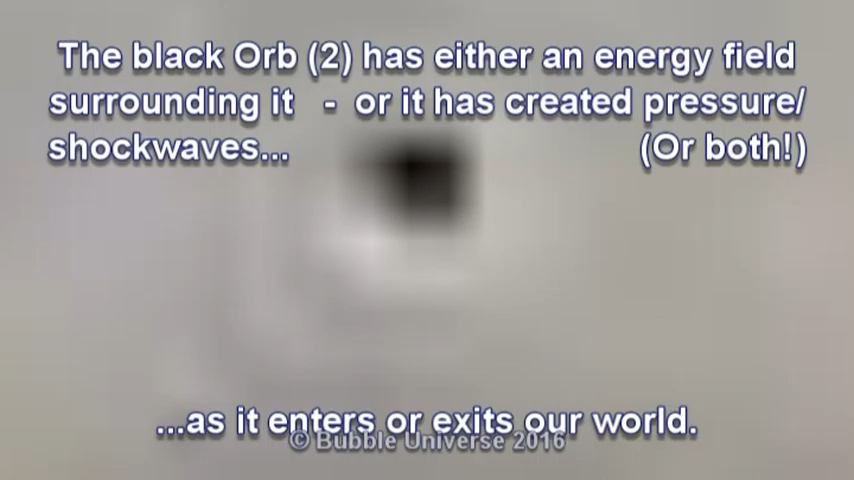 The black Orb (2) has either an energy field
surrounding it - or it has created pressure/
shockwaves... (Or both!)
...as it enters or exits our world.
© Bubble Universe 2016